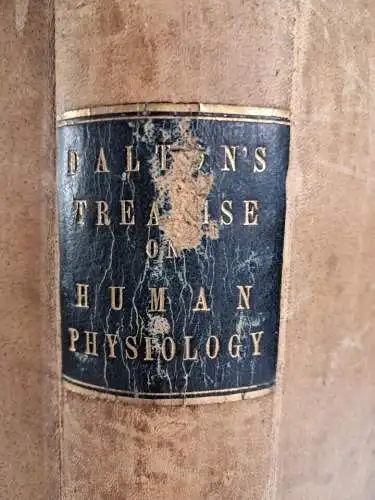 DALTON'S
TREATISE
ON
HUMAN
PHYSIOLOGY